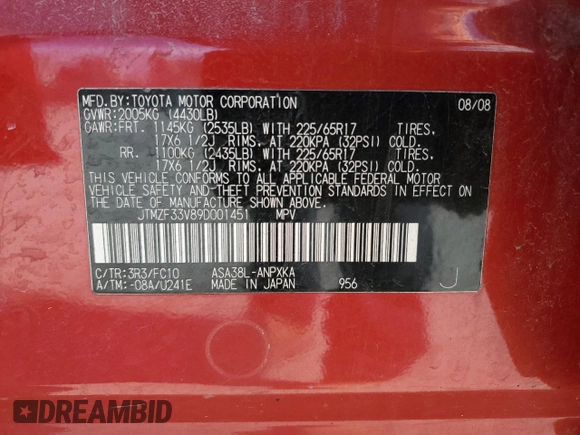 MFD.BY:TOYOTA MOTOR CORPORATION 08/08
GVWR:2005KG (4430LB)
GAWR:FRT. 1145KG (2535LB) WITH 225/65R17 TIRES.
17X6 1/2J RIMS. AT 220KPA (32PSI) COLD.
RR. 1100KG (2435LB) WITH 225/65R17 TIRES.
17X6 1/2J RIMS. AT 220KPA (32PSI) COLD.
THIS VEHICLE CONFORMS TO ALL APPLICABLE FEDERAL MOTOR
VEHICLE SAFETY AND THEFT PREVENTION STANDARDS IN EFFECT ON
THE DATE OF MANUFACTURE SHOWN ABOVE.
JTMZF33V89D001451 MPV
C/TR:3R3/FC10 ASA38L-ANPXKA
A/TM:-08A/U241E MADE IN JAPAN 956 J
DREAMBID